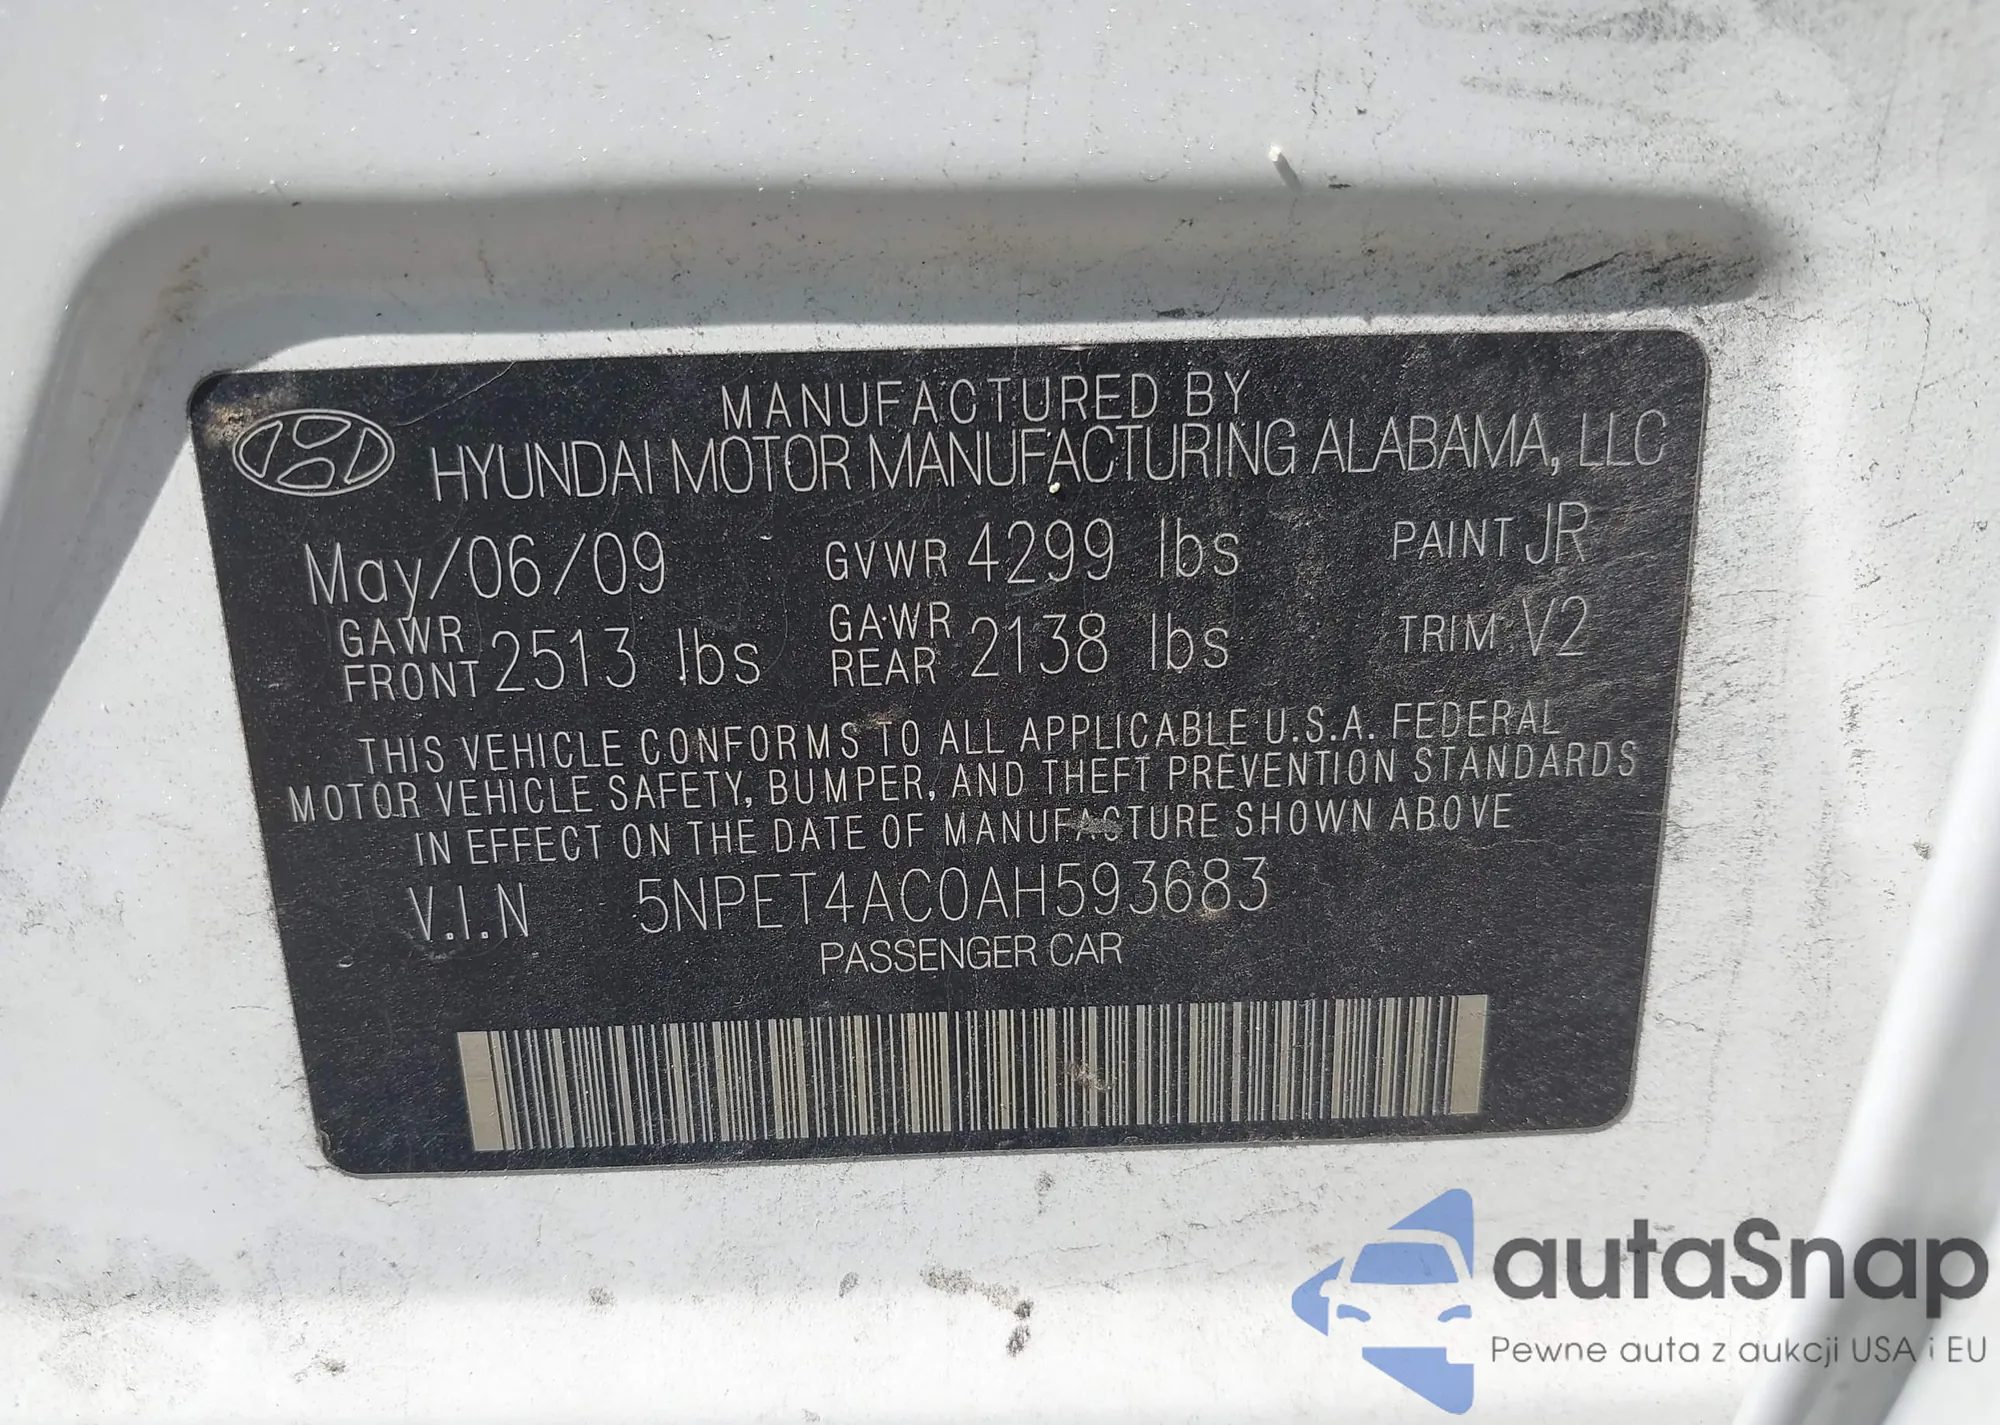 MANUFACTURED BY
HYUNDAI MOTOR MANUFACTURING ALABAMA, LLC
May/06/09 GVWR 4299 lbs PAINT JR
GAWR FRONT 2513 lbs GAWR REAR 2138 lbs TRIM V2
THIS VEHICLE CONFORMS TO ALL APPLICABLE U.S.A. FEDERAL
MOTOR VEHICLE SAFETY, BUMPER, AND THEFT PREVENTION STANDARDS
IN EFFECT ON THE DATE OF MANUFACTURE SHOWN ABOVE
V.I.N 5NPET4AC0AH593683
PASSENGER CAR
autaSnap
Pewne auta z aukcji USA i EU